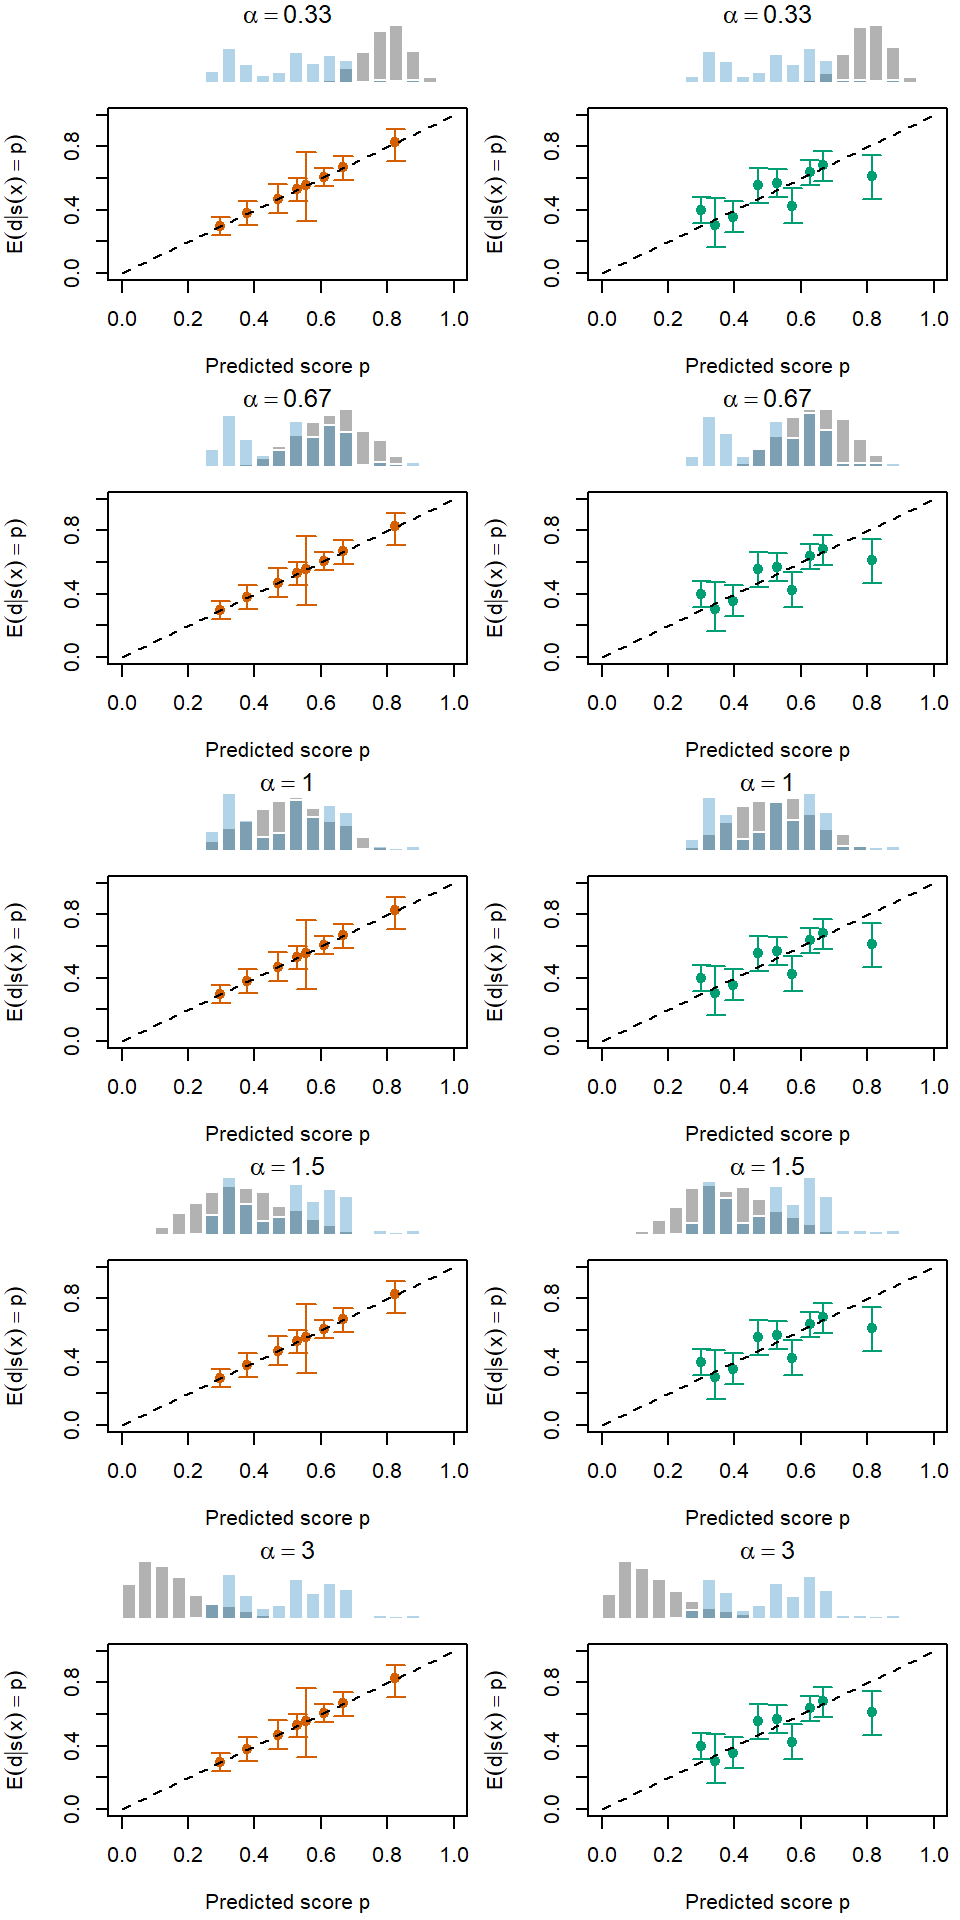 α = 0.33
α = 0.33
E(d|s(x) = p)
0.0 0.4 0.8
0.0 0.2 0.4 0.6 0.8 1.0
Predicted score p
E(d|s(x) = p)
0.0 0.4 0.8
0.0 0.2 0.4 0.6 0.8 1.0
Predicted score p
α = 0.67
α = 0.67
E(d|s(x) = p)
0.0 0.4 0.8
0.0 0.2 0.4 0.6 0.8 1.0
Predicted score p
E(d|s(x) = p)
0.0 0.4 0.8
0.0 0.2 0.4 0.6 0.8 1.0
Predicted score p
α = 1
α = 1
E(d|s(x) = p)
0.0 0.4 0.8
0.0 0.2 0.4 0.6 0.8 1.0
Predicted score p
E(d|s(x) = p)
0.0 0.4 0.8
0.0 0.2 0.4 0.6 0.8 1.0
Predicted score p
α = 1.5
α = 1.5
E(d|s(x) = p)
0.0 0.4 0.8
0.0 0.2 0.4 0.6 0.8 1.0
Predicted score p
E(d|s(x) = p)
0.0 0.4 0.8
0.0 0.2 0.4 0.6 0.8 1.0
Predicted score p
α = 3
α = 3
E(d|s(x) = p)
0.0 0.4 0.8
0.0 0.2 0.4 0.6 0.8 1.0
Predicted score p
E(d|s(x) = p)
0.0 0.4 0.8
0.0 0.2 0.4 0.6 0.8 1.0
Predicted score p